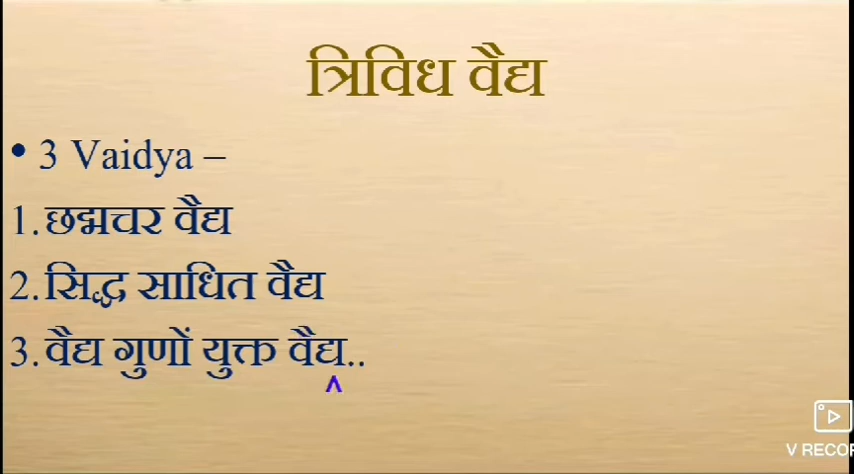 त्रिविध वैद्य
• 3 Vaidya –
1. छद्मचर वैद्य
2. सिद्ध साधित वैद्य
3. वैद्य गुणों युक्त वैद्य..
^
V RECOR